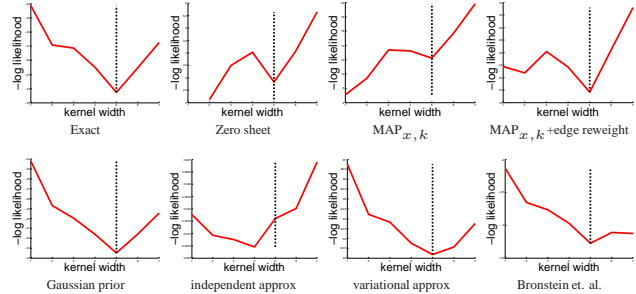 −log likelihood −log likelihood −log likelihood −log likelihood
kernel width kernel width kernel width kernel width
Exact Zero sheet MAPx, k MAPx, k +edge reweight
−log likelihood −log likelihood −log likelihood −log likelihood
kernel width kernel width kernel width kernel width
Gaussian prior independent approx variational approx Bronstein et. al.